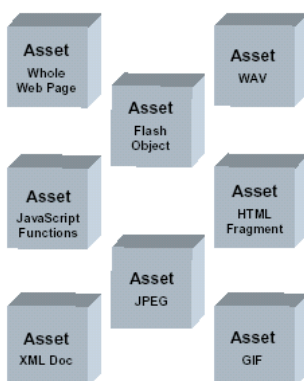 Asset
Whole
Web Page
Asset
WAV
Asset
Flash
Object
Asset
JavaScript
Functions
Asset
HTML
Fragment
Asset
JPEG
Asset
XML Doc
Asset
GIF